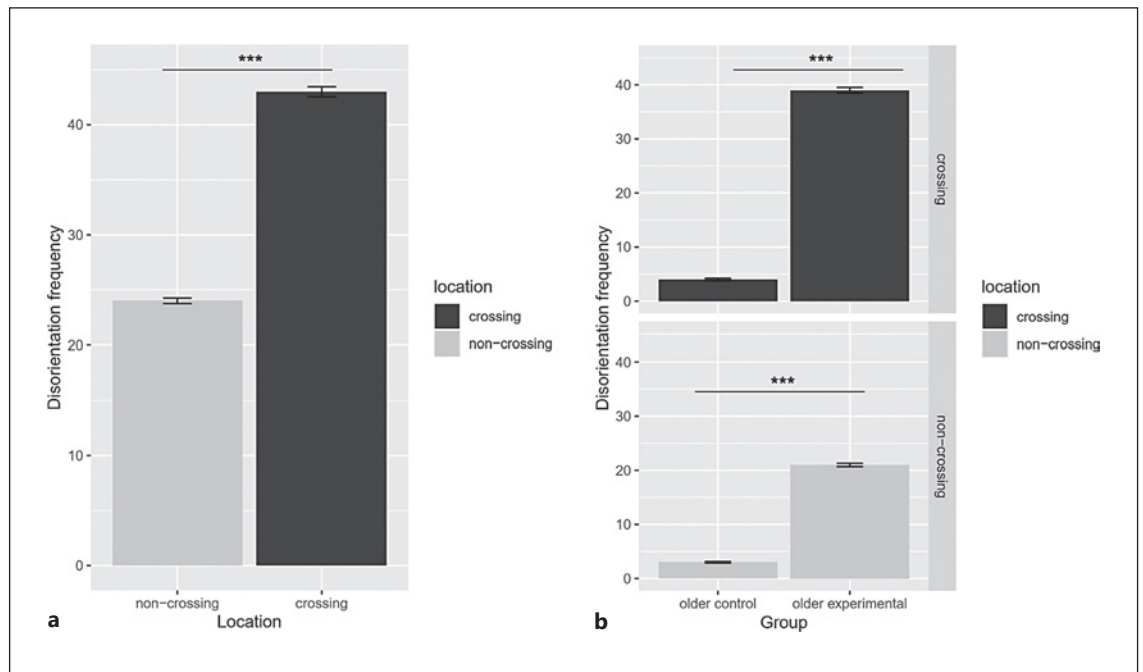 ***
40
30
20
10
0
Disorientation frequency
non-crossing
crossing
Location
location
crossing
non-crossing
a
***
40
30
20
10
0
crossing
***
40
30
20
10
0
non-crossing
Disorientation frequency
older control
older experimental
Group
location
crossing
non-crossing
b